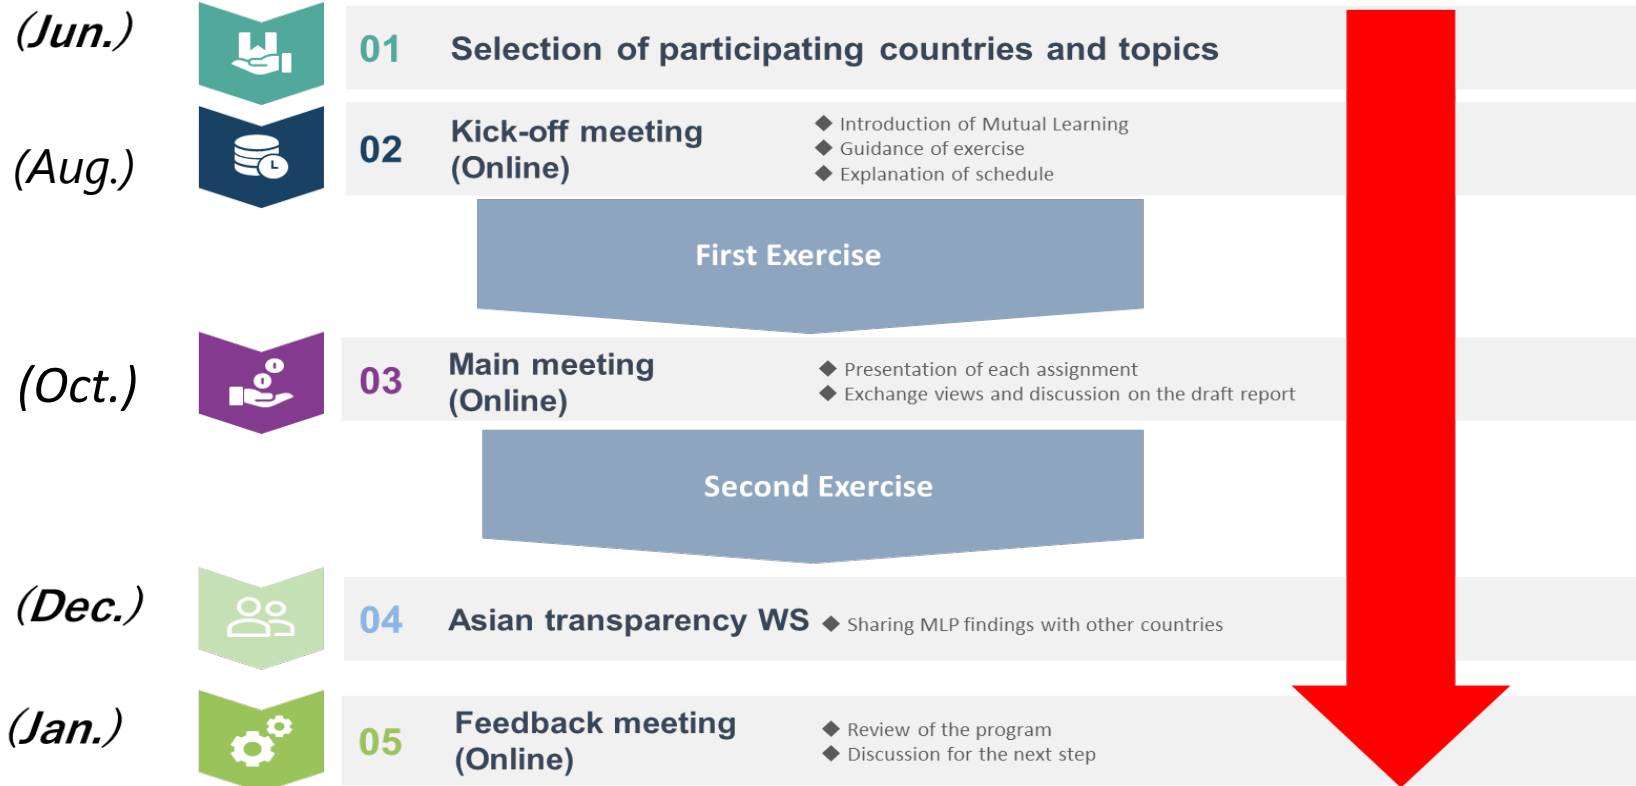 (Jun.)
01
Selection of participating countries and topics
(Aug.)
02
Kick-off meeting
(Online)
◆ Introduction of Mutual Learning
◆ Guidance of exercise
◆ Explanation of schedule
First Exercise
(Oct.)
03
Main meeting
(Online)
◆ Presentation of each assignment
◆ Exchange views and discussion on the draft report
Second Exercise
(Dec.)
04
Asian transparency WS
◆ Sharing MLP findings with other countries
(Jan.)
05
Feedback meeting
(Online)
◆ Review of the program
◆ Discussion for the next step